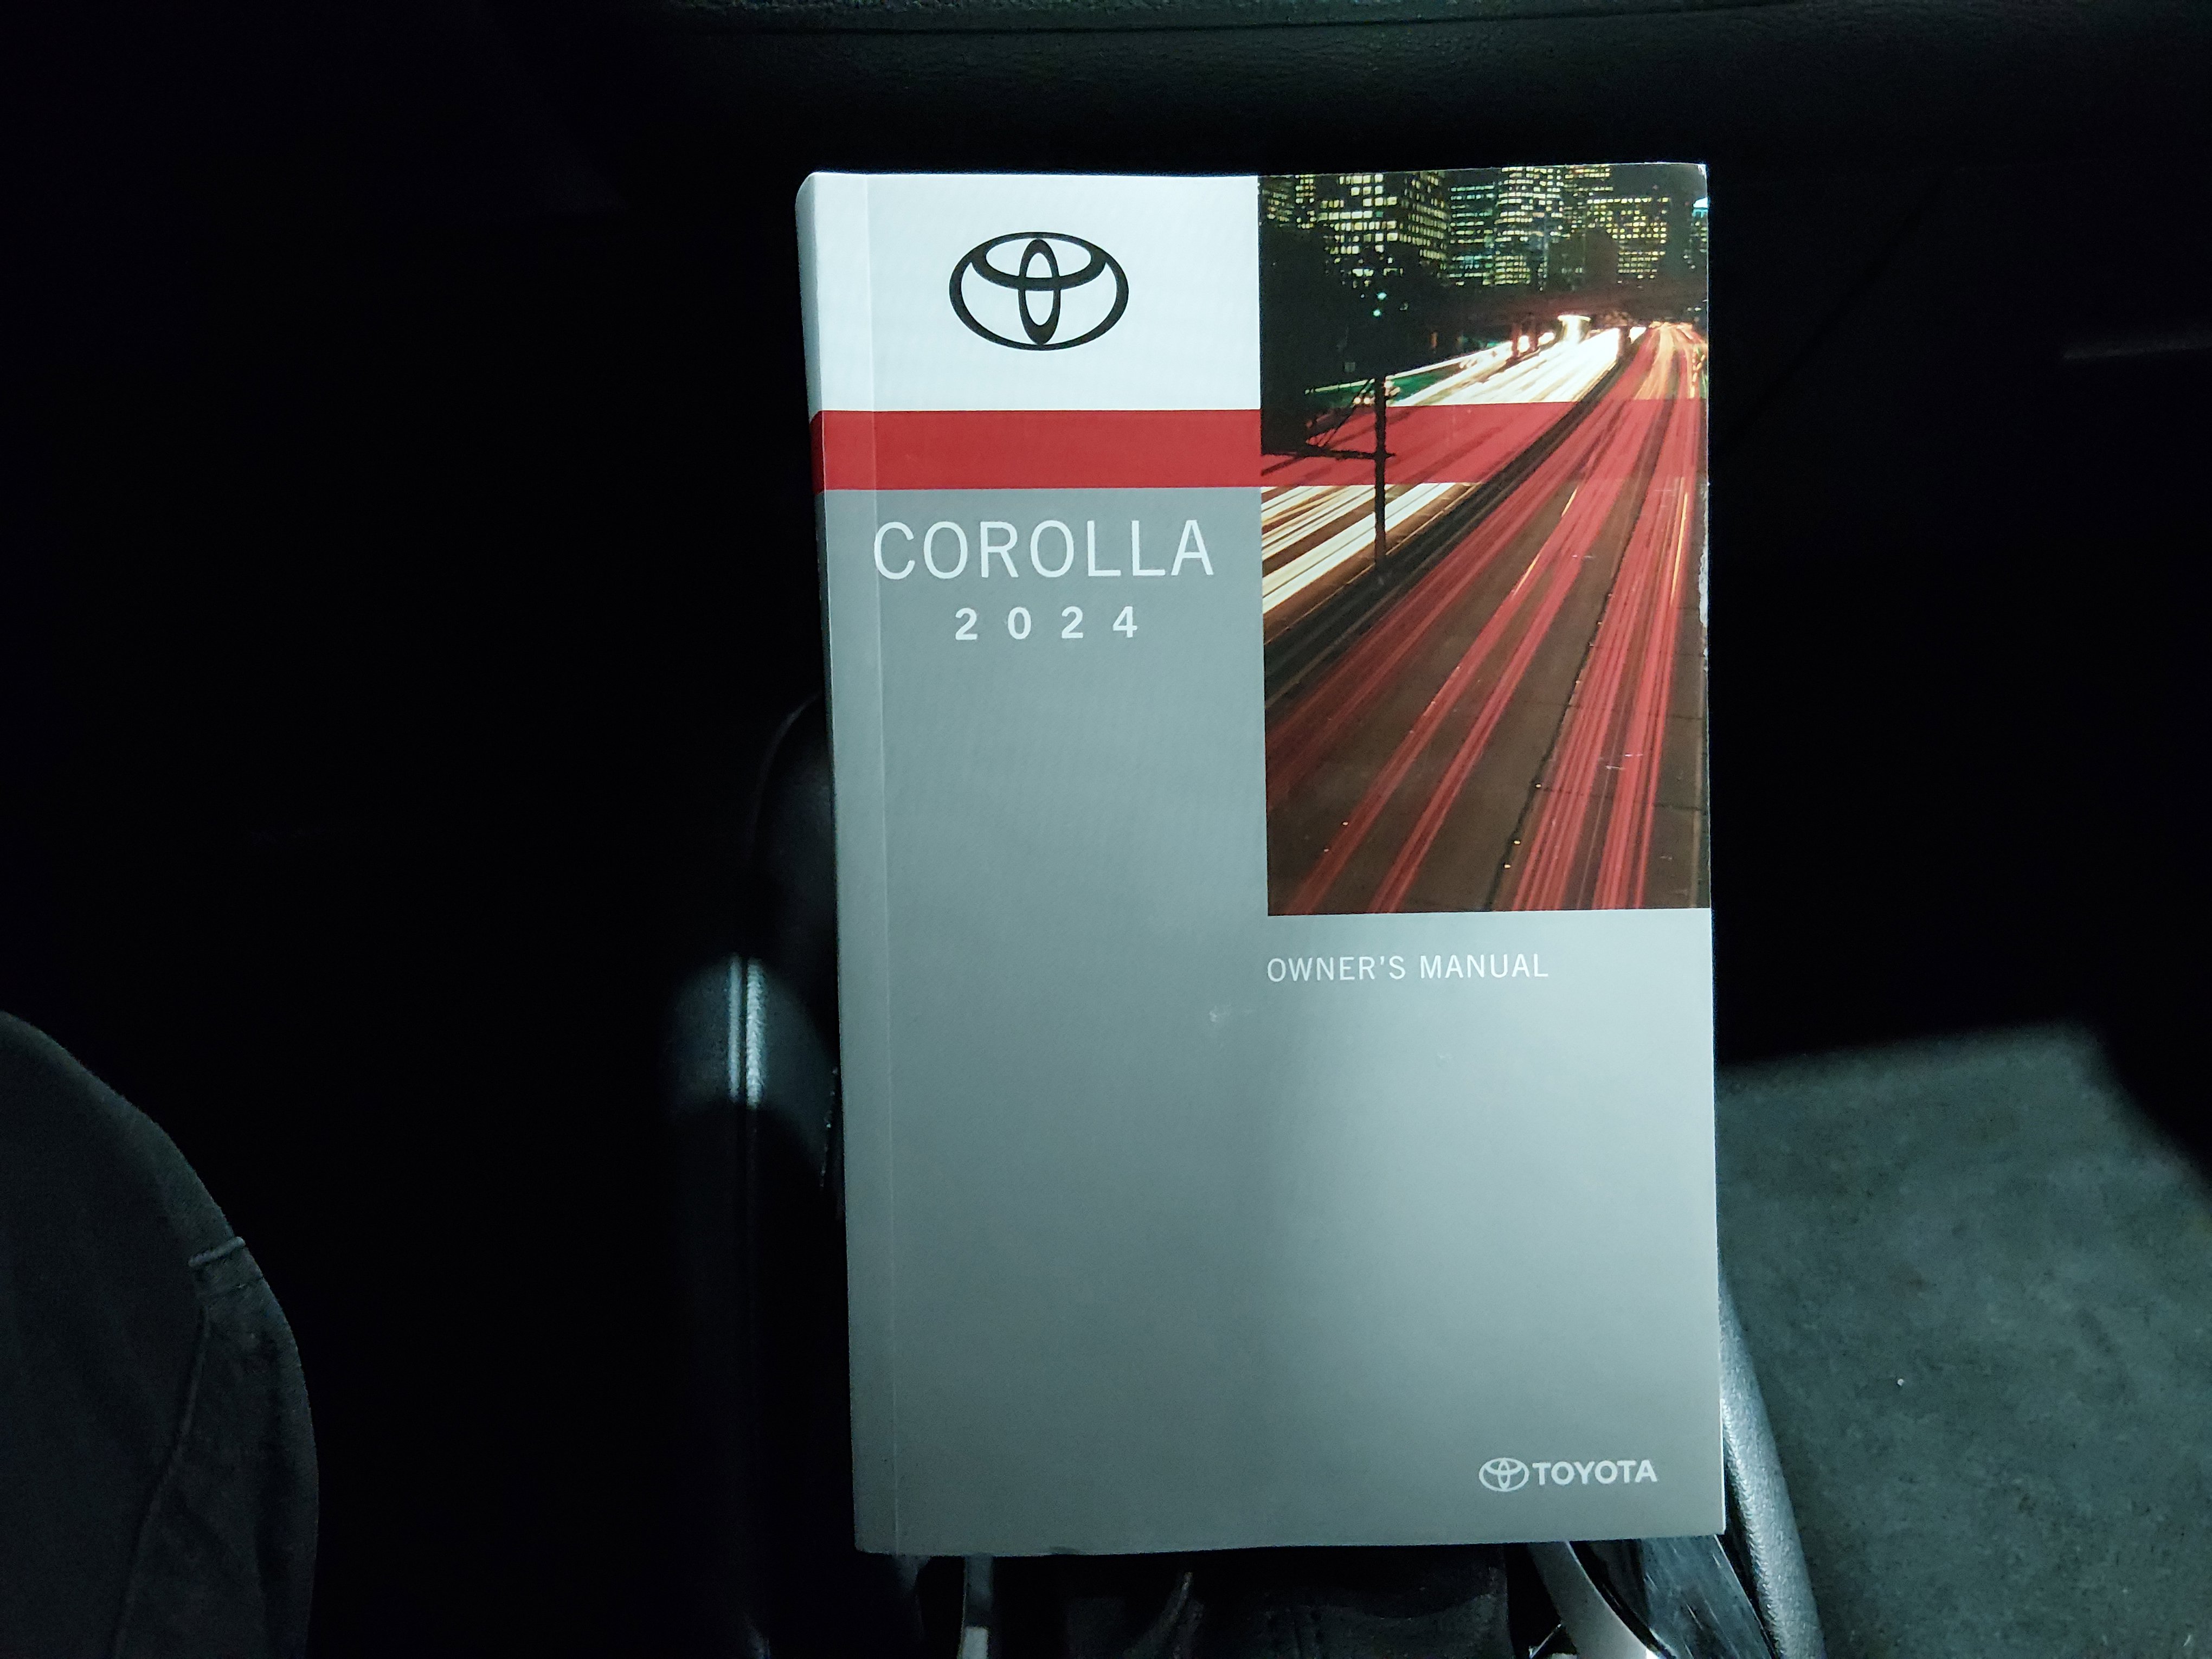 COROLLA
2024
OWNER'S MANUAL
TOYOTA